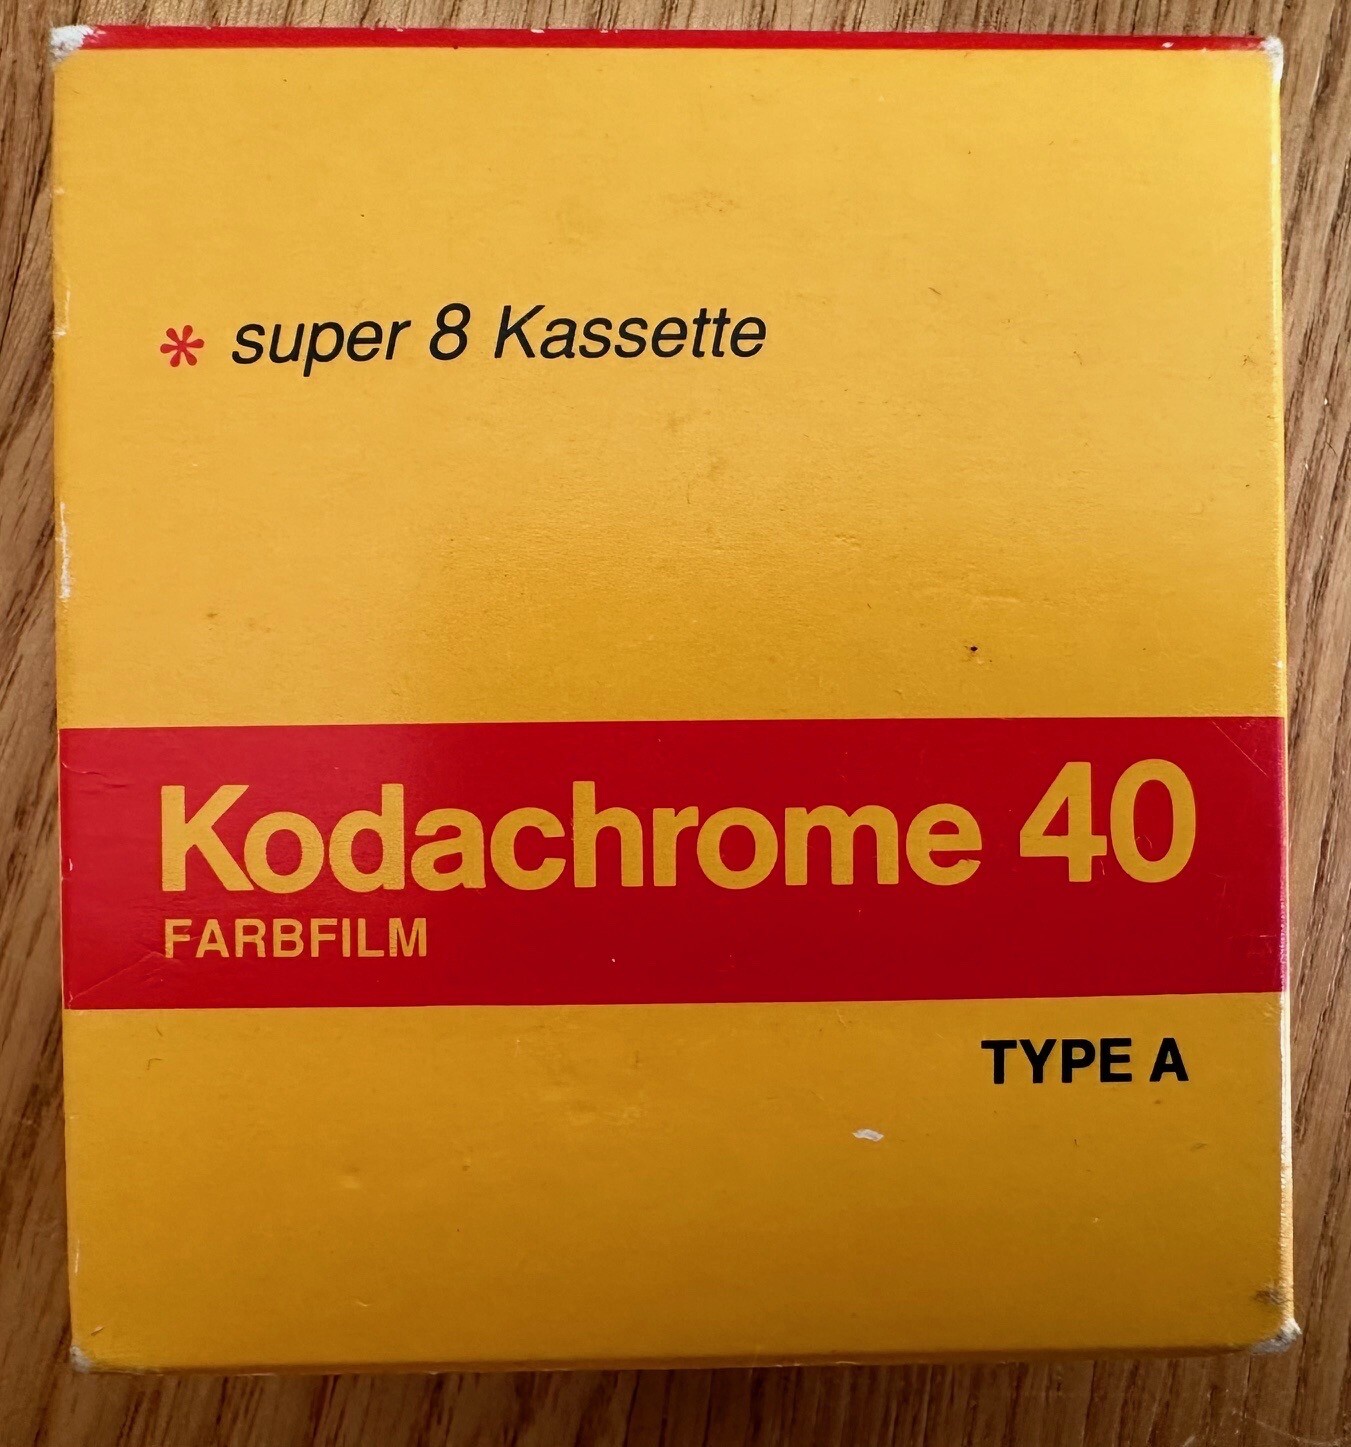 * super 8 Kassette
Kodachrome 40
FARBFILM
TYPE A